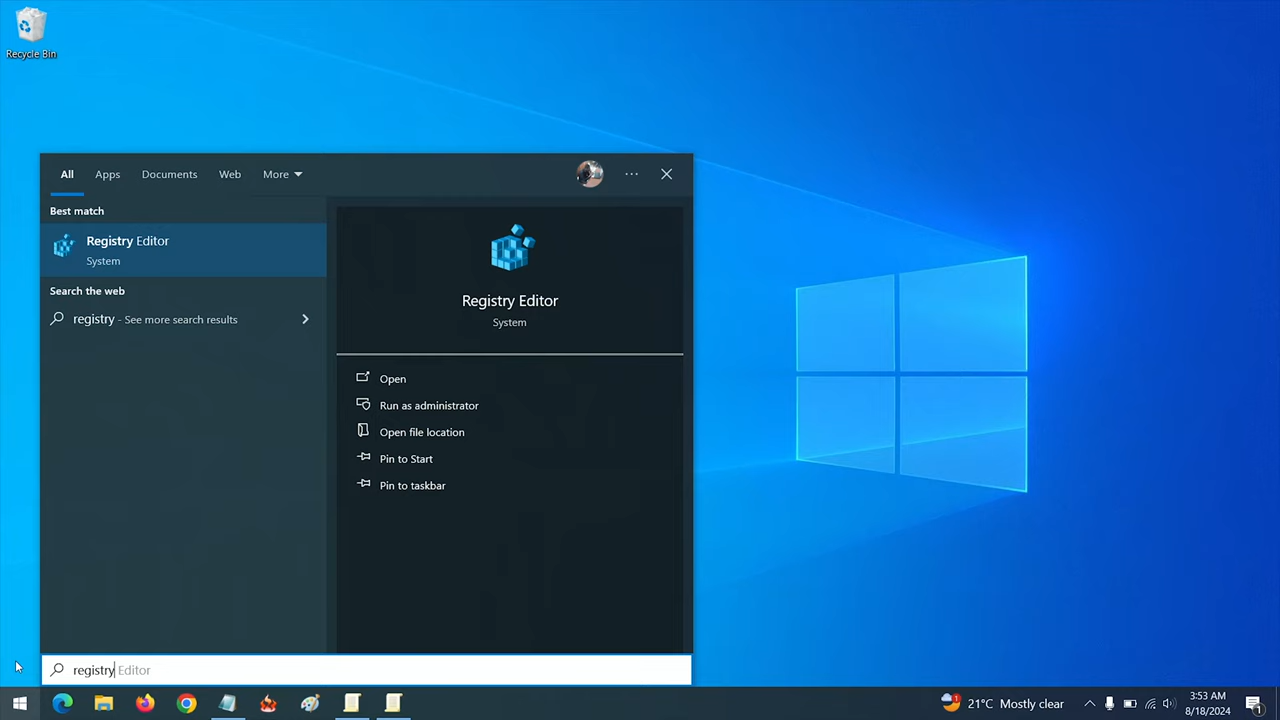 Recycle Bin
All Apps Documents Web More
Best match
Registry Editor
System
Search the web
registry - See more search results
Registry Editor
System
Open
Run as administrator
Open file location
Pin to Start
Pin to taskbar
registry Editor
21°C Mostly clear
3:53 AM
8/18/2024
1
1